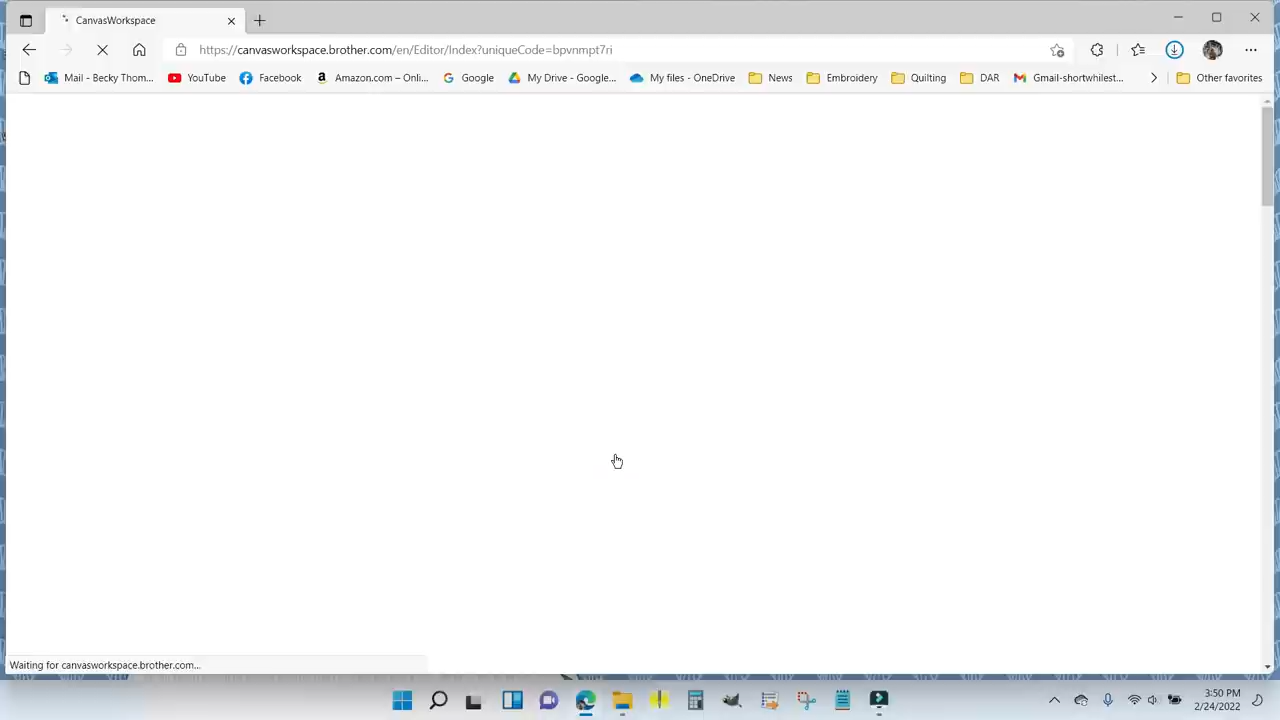 CanvasWorkspace
https://canvasworkspace.brother.com/en/Editor/Index?uniqueCode=bpvnmpt7ri
Mail - Becky Thom... YouTube Facebook Amazon.com – Onli... Google My Drive - Google... My files - OneDrive News Embroidery Quilting DAR Gmail-shortwhilest... Other favorites
Waiting for canvasworkspace.brother.com...
3:50 PM
2/24/2022